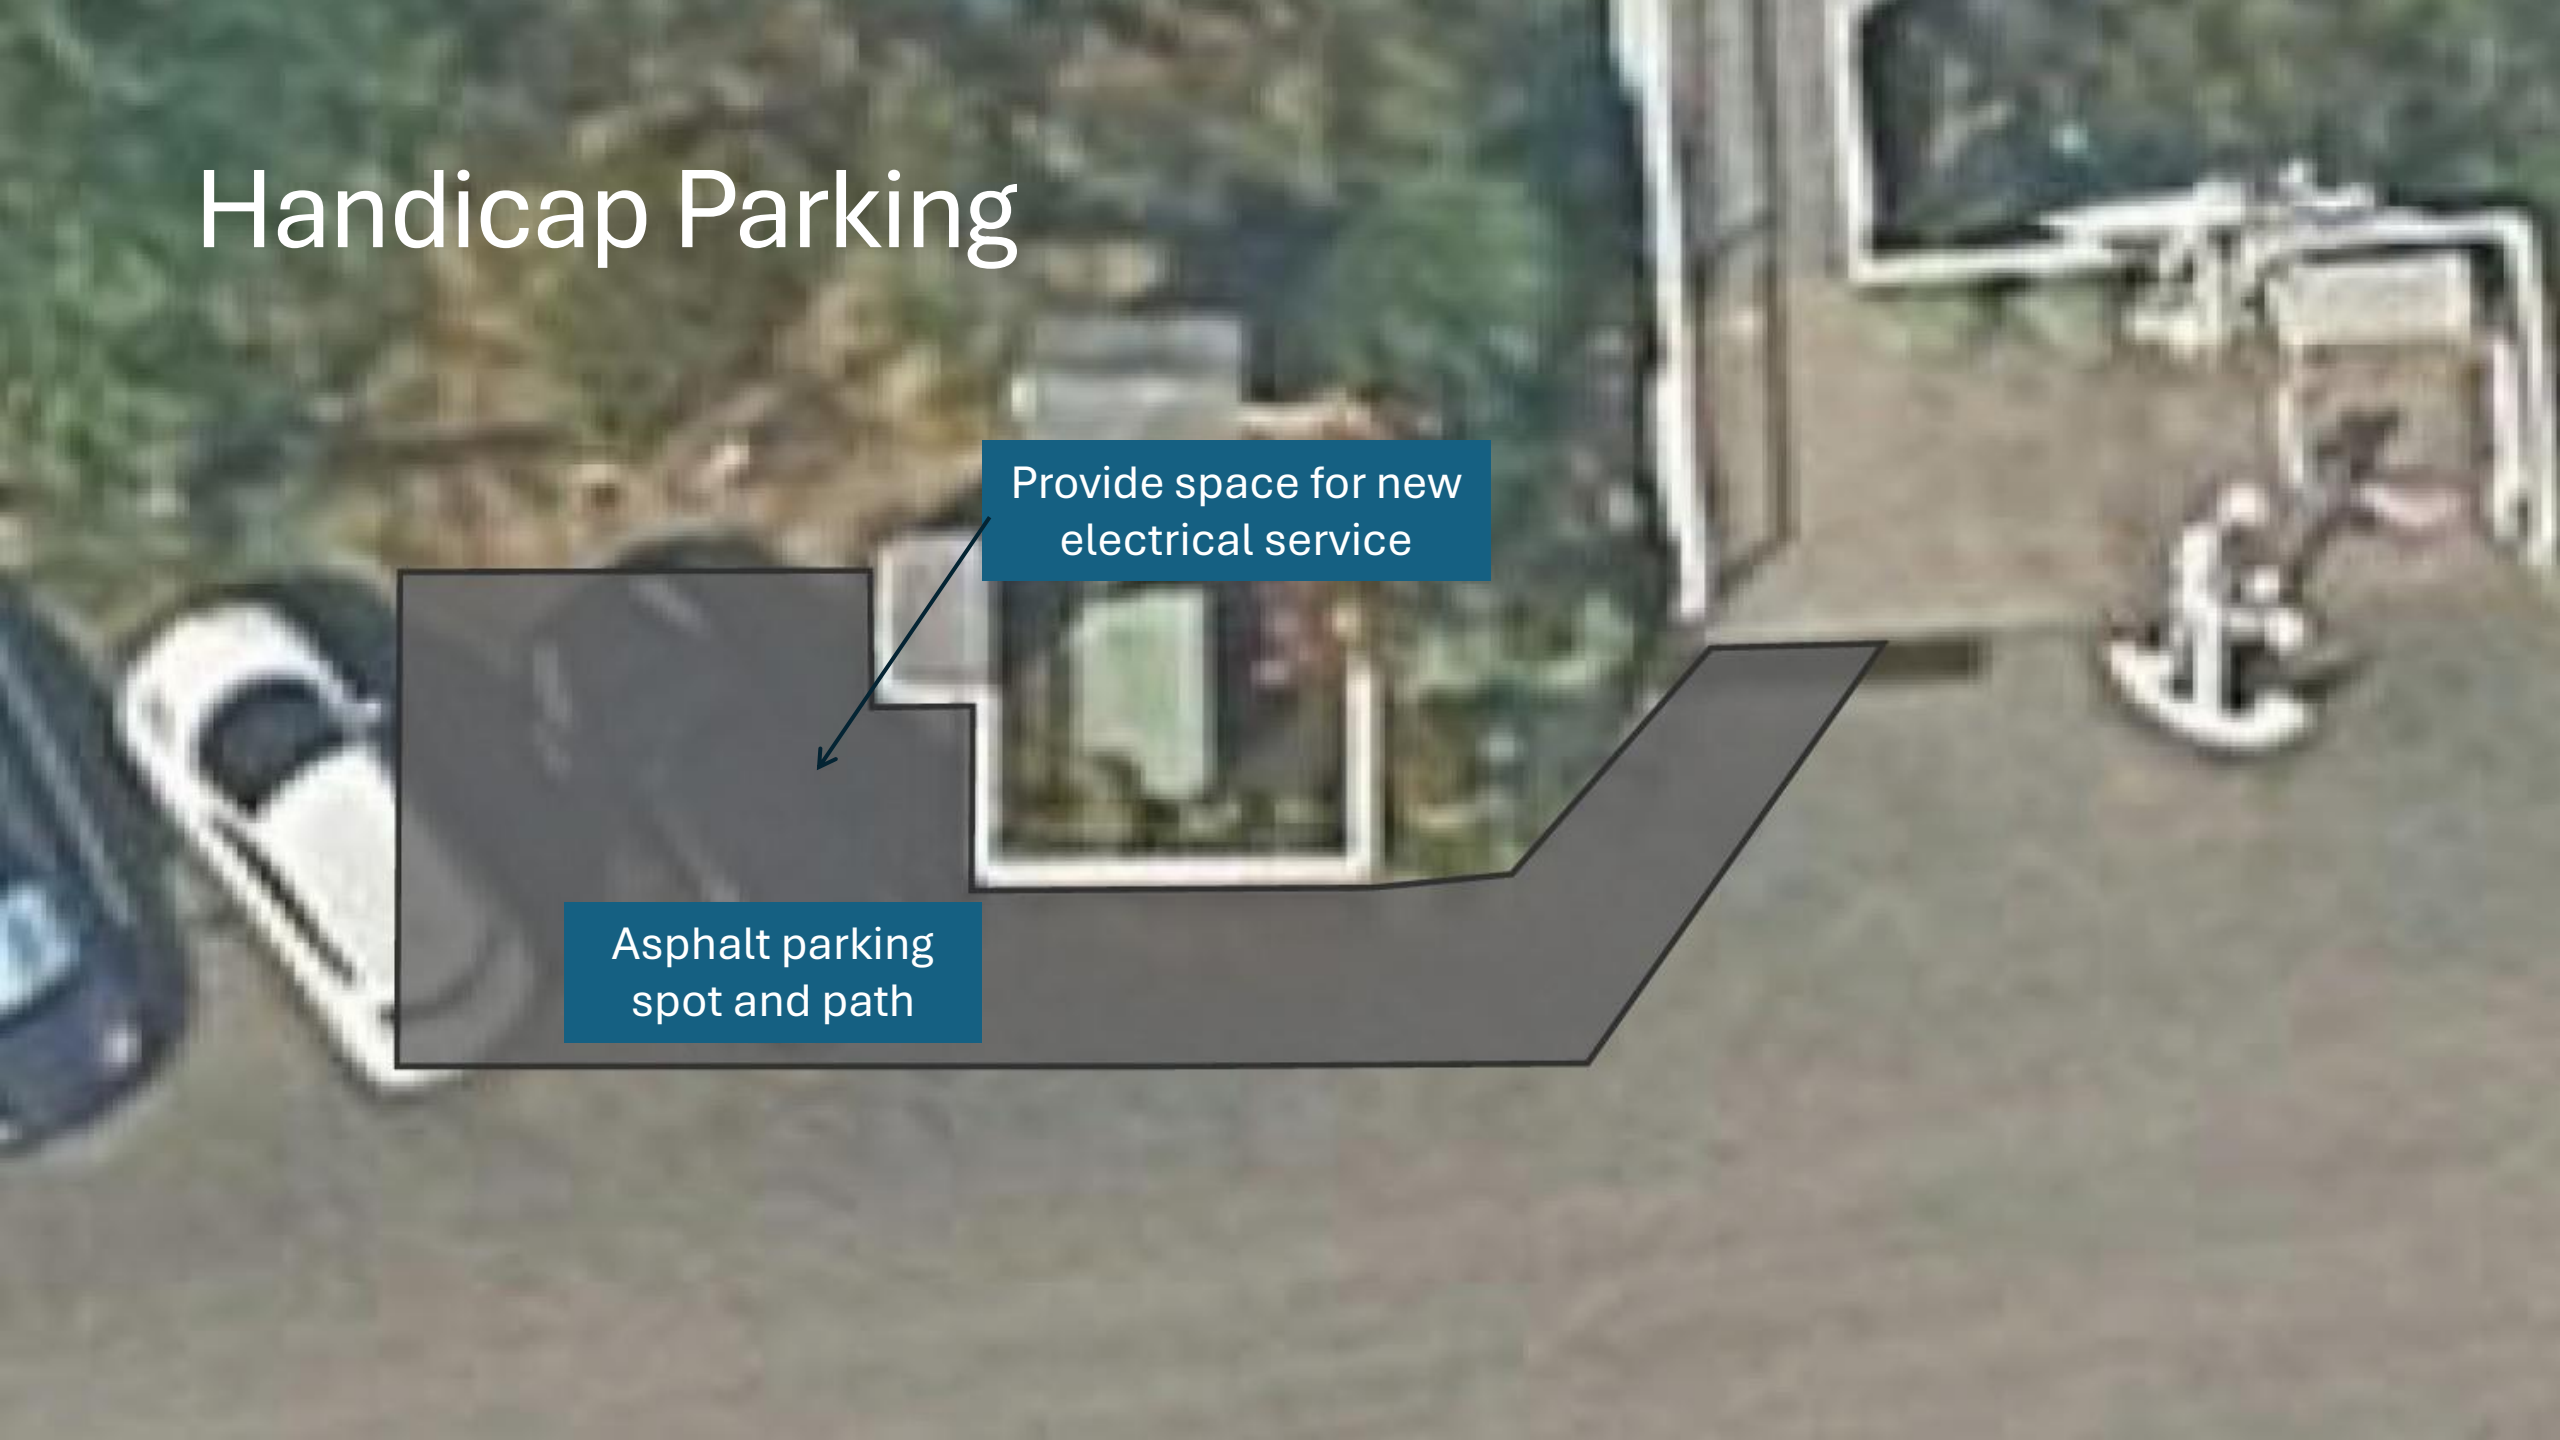 Handicap Parking
Provide space for new
electrical service
Asphalt parking
spot and path